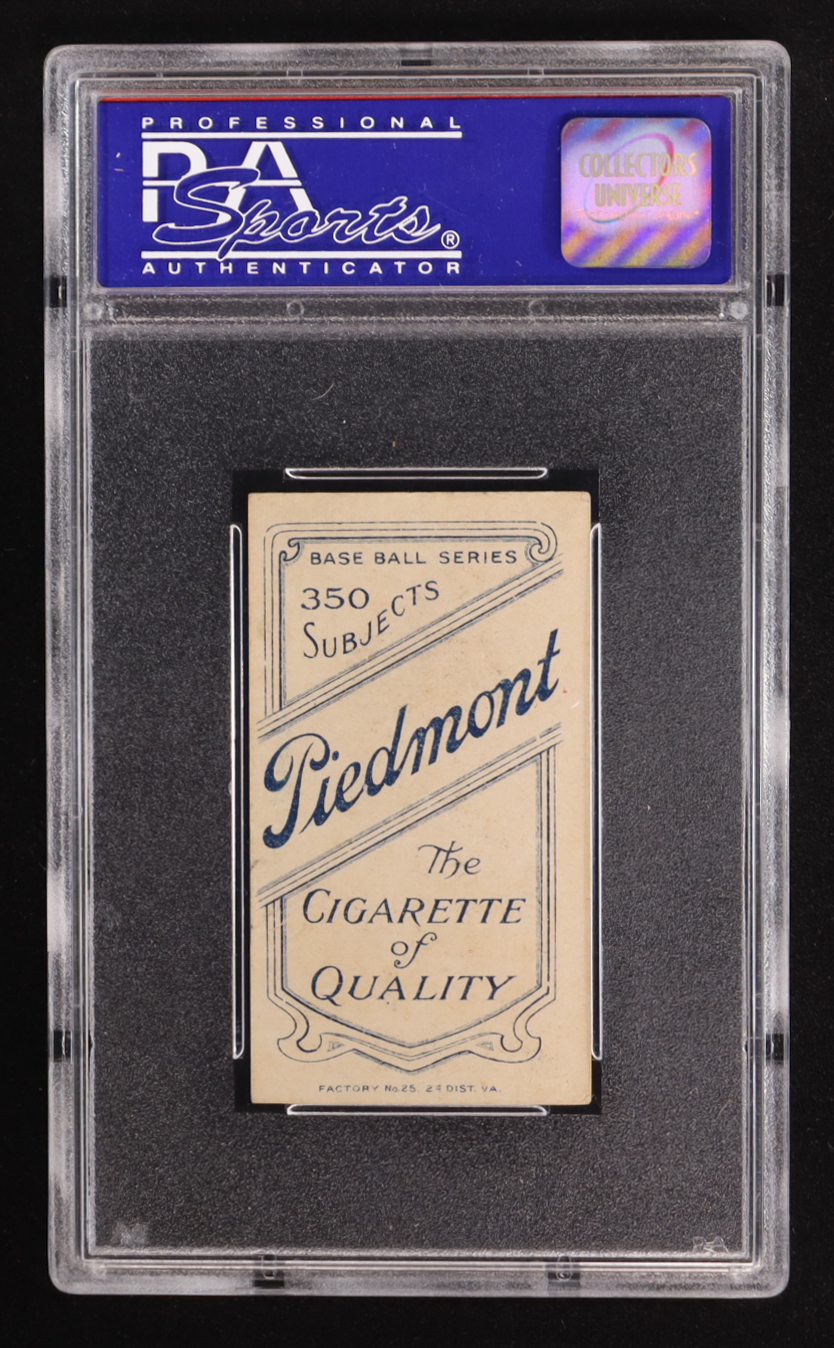 PROFESSIONAL
PSA
Sports®
AUTHENTICATOR
COLLECTORS
UNIVERSE
BASE BALL SERIES
350
SUBJECTS
Piedmont
The
CIGARETTE
of
QUALITY
FACTORY No. 25. 2d DIST. VA.
PSA